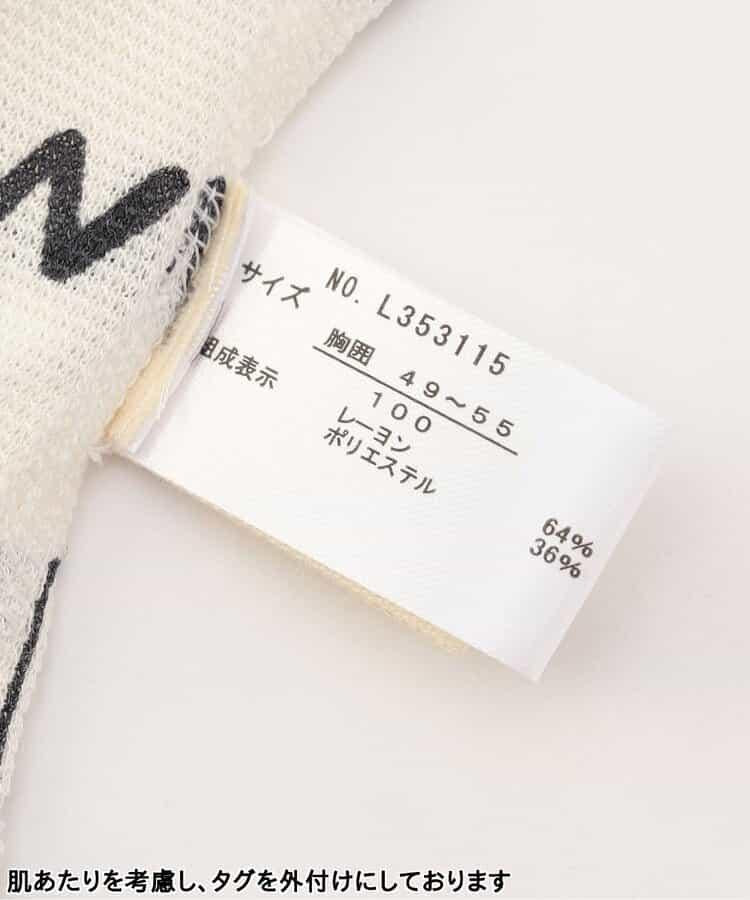 N
NO. L353115
サイズ
胸囲 49～55
100
組成表示
レーヨン 64%
ポリエステル 36%
肌あたりを考慮し、タグを外付けにしております